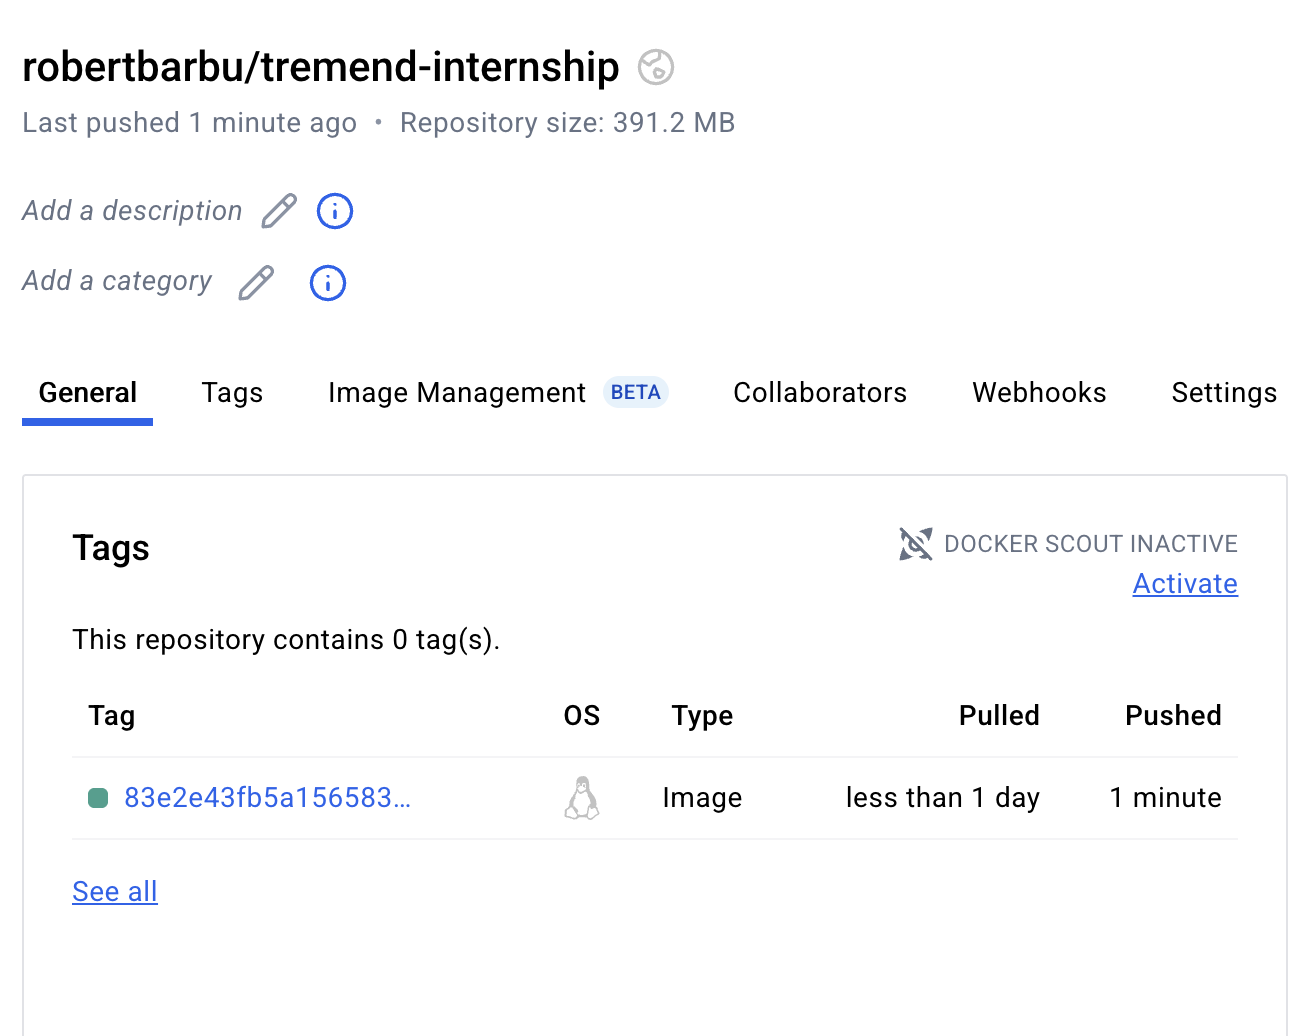 robertbarbu/tremend-internship
Last pushed 1 minute ago • Repository size: 391.2 MB
Add a description
Add a category
General Tags Image Management BETA Collaborators Webhooks Settings
Tags
DOCKER SCOUT INACTIVE
Activate
This repository contains 0 tag(s).
Tag OS Type Pulled Pushed
83e2e43fb5a156583... Image less than 1 day 1 minute
See all